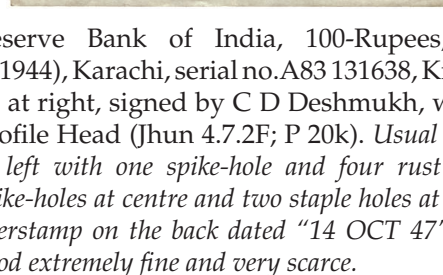 eserve Bank of India, 100-Rupees,
1944), Karachi, serial no.A83 131638, K
at right, signed by C D Deshmukh, w
ofile Head (Jhun 4.7.2F; P 20k). Usual
left with one spike-hole and four rust
ike-holes at centre and two staple holes at
erstamp on the back dated “14 OCT 47”
od extremely fine and very scarce.